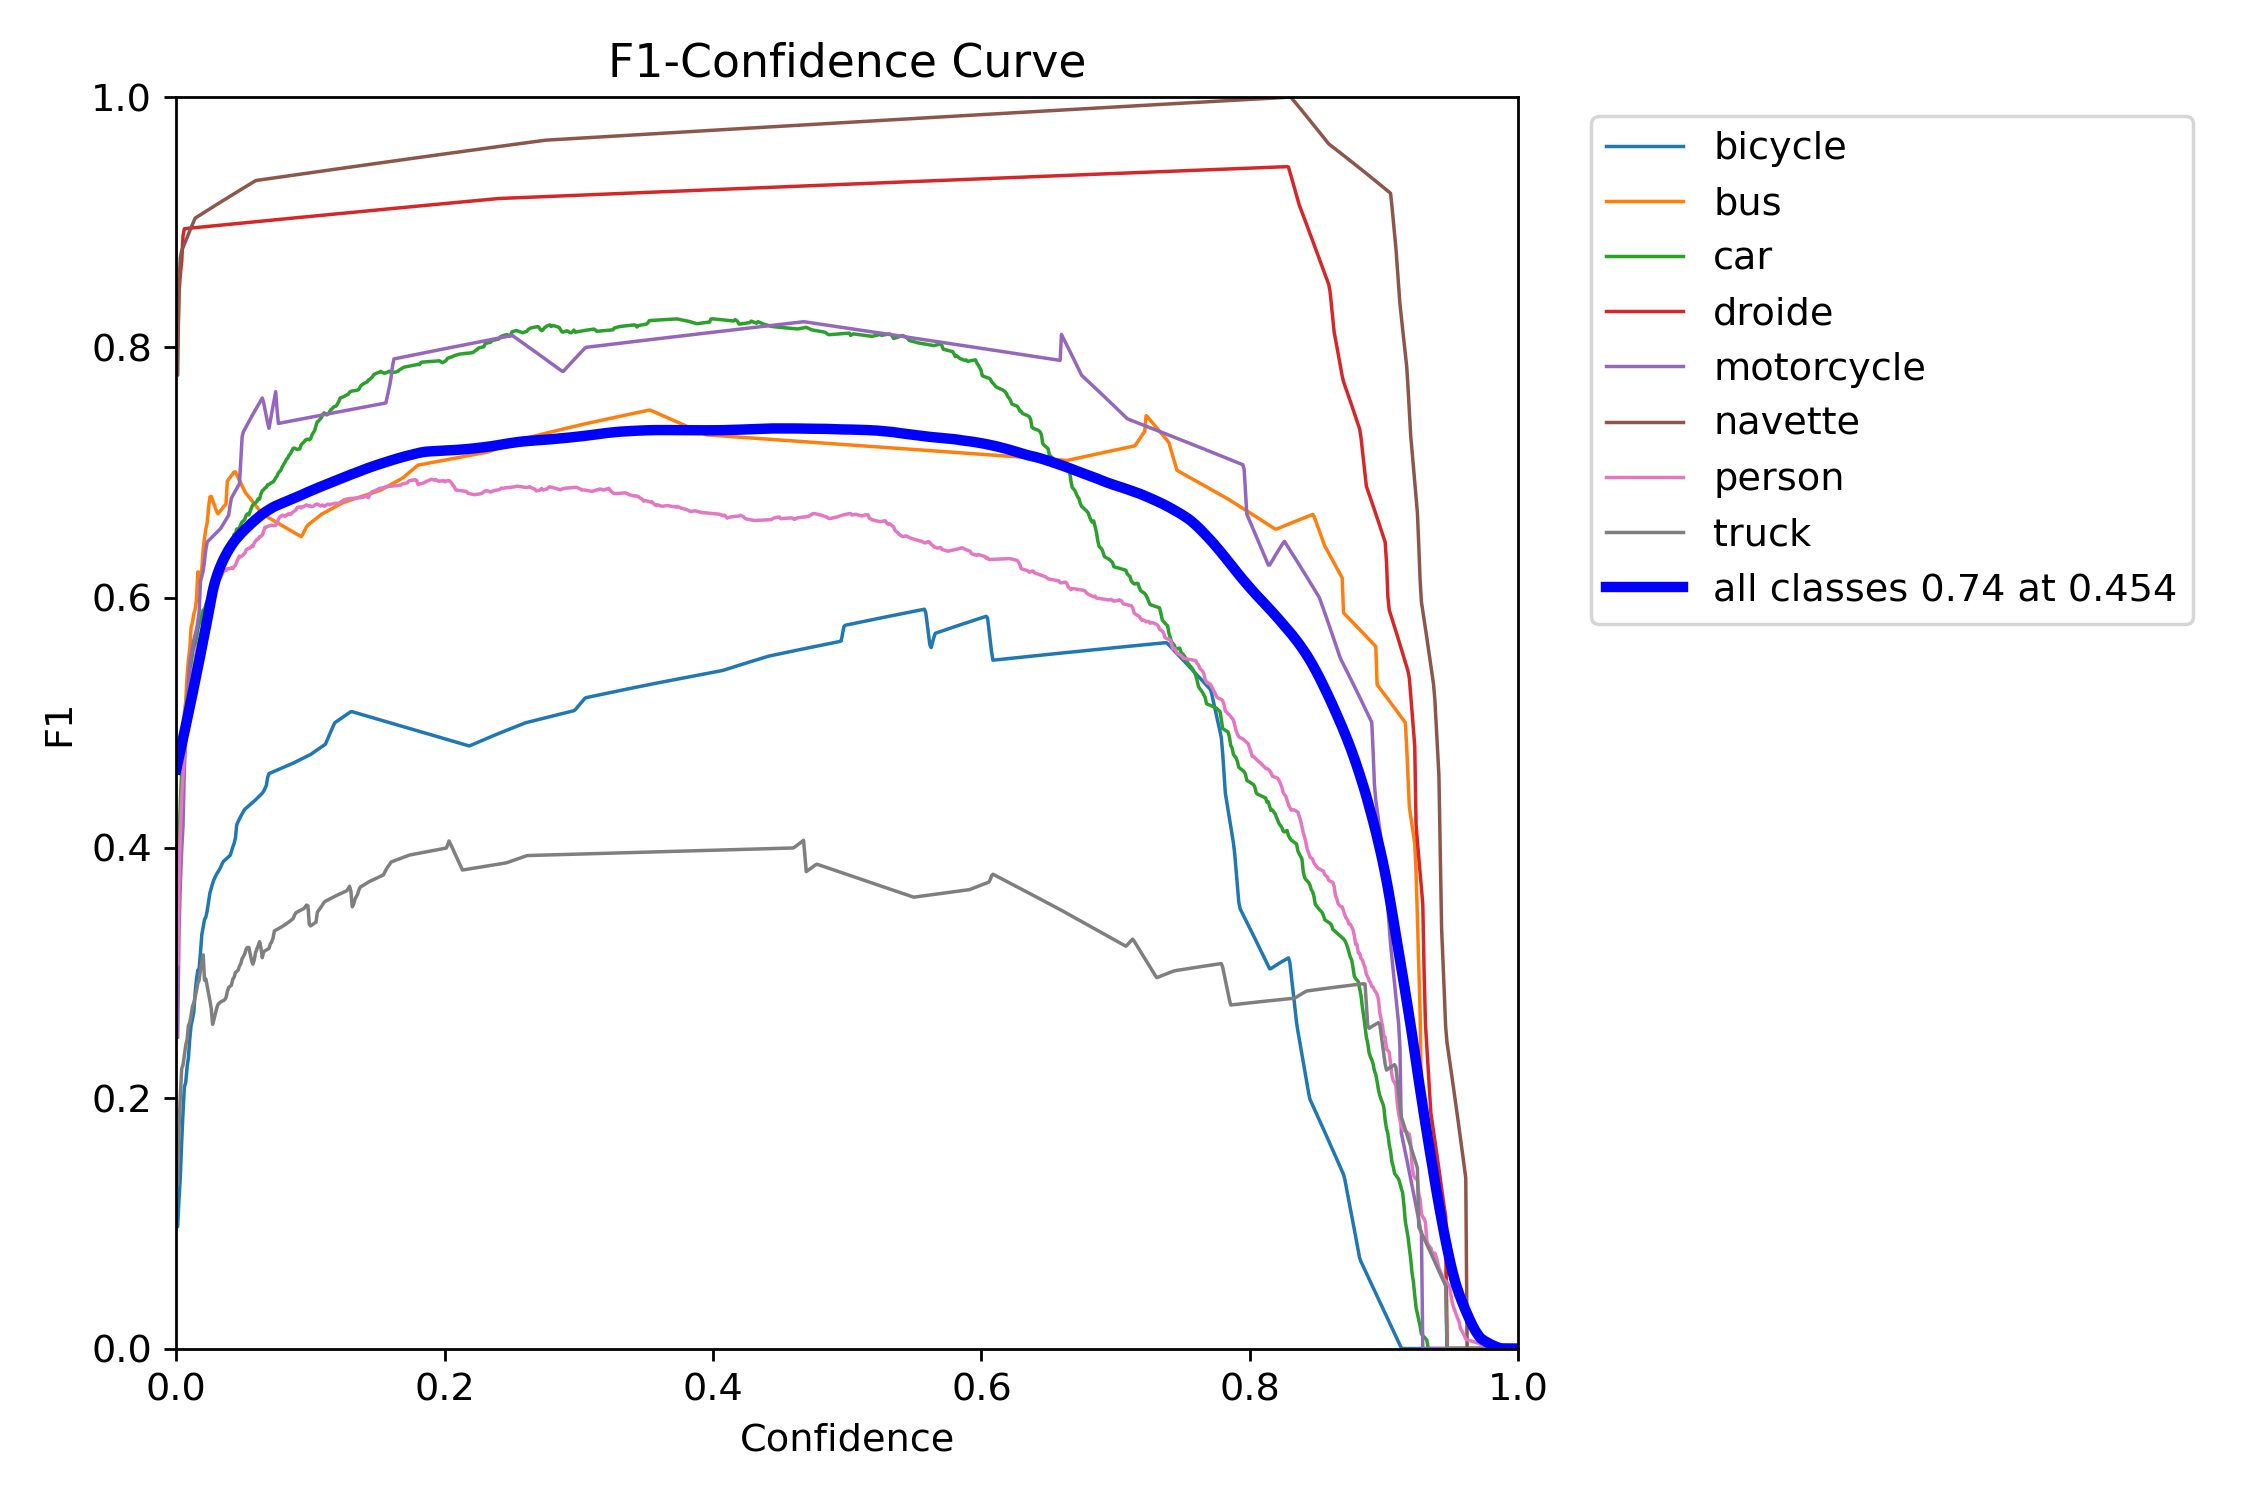 F1-Confidence Curve
1.0
0.8
0.6
0.4
0.2
0.0
F1
0.0 0.2 0.4 0.6 0.8 1.0
Confidence
bicycle
bus
car
droide
motorcycle
navette
person
truck
all classes 0.74 at 0.454